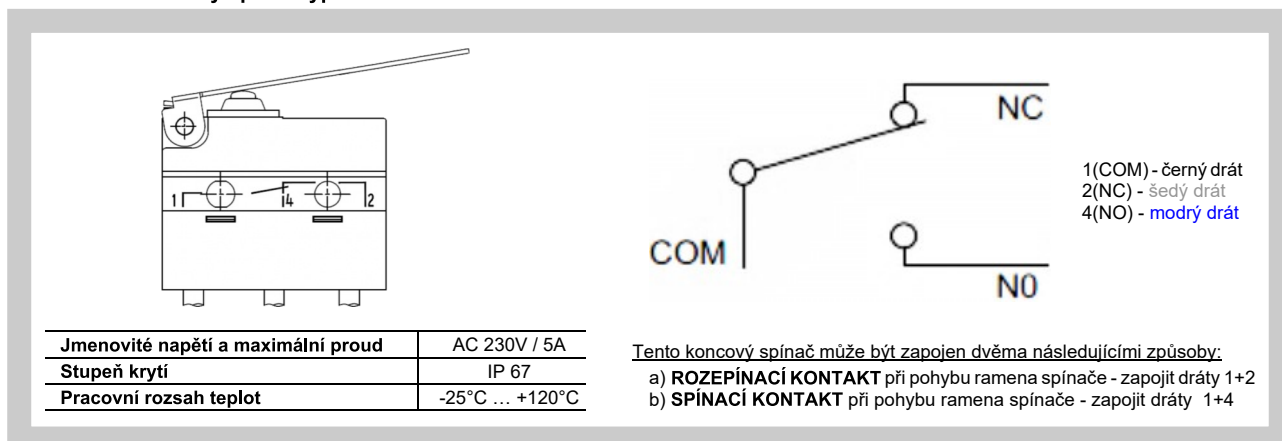 1 4 2
NC
COM
N0
1(COM) - černý drát
2(NC) - šedý drát
4(NO) - modrý drát
Jmenovité napětí a maximální proud AC 230V / 5A
Stupeň krytí IP 67
Pracovní rozsah teplot -25°C … +120°C
Tento koncový spínač může být zapojen dvěma následujícími způsoby:
a) ROZEPÍNACÍ KONTAKT při pohybu ramena spínače - zapojit dráty 1+2
b) SPÍNACÍ KONTAKT při pohybu ramena spínače - zapojit dráty 1+4